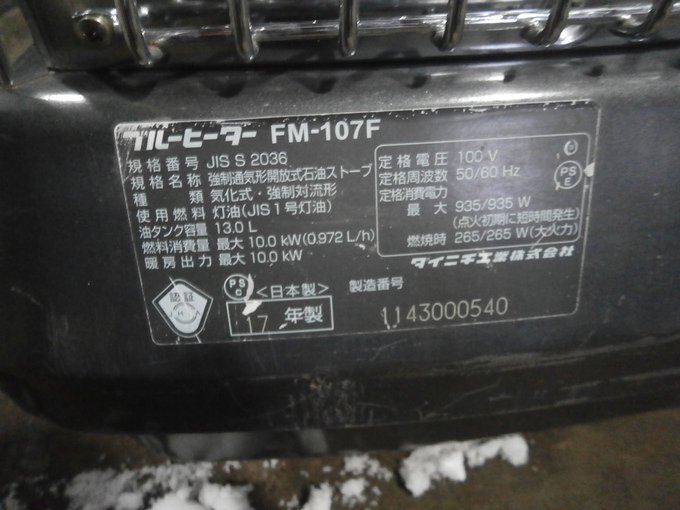 ブルーヒーター FM-107F
規格番号 JIS S 2036
規格名称 強制通気形開放式石油ストーブ
種類 気化式・強制対流形
使用燃料 灯油(JIS1号灯油)
油タンク容量 13.0 L
燃料消費量 最大 10.0 kW(0.972 L/h)
暖房出力 最大 10.0 kW
定格電圧 100 V
定格周波数 50/60 Hz
定格消費電力
最大 935/935 W
(点火初期に短時間発生)
燃焼時 265/265 W(大火力)
PS
E
ダイニチ工業株式会社
認証
PS
C
<日本製>
製造番号
17 年製
1143000540